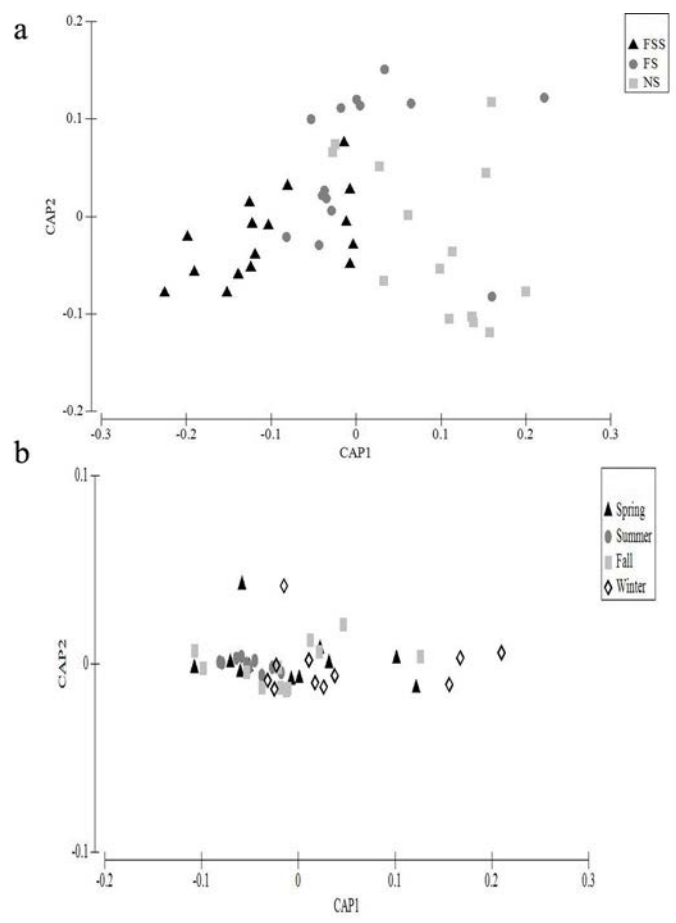 a
0.2
FSS
FS
NS
0.1
CAP2
0
-0.1
-0.2
-0.3 -0.2 -0.1 0 0.1 0.2 0.3
CAP1
b
0.1
Spring
Summer
Fall
Winter
CAP2
0
-0.1
-0.2 -0.1 0 0.1 0.2 0.3
CAP1